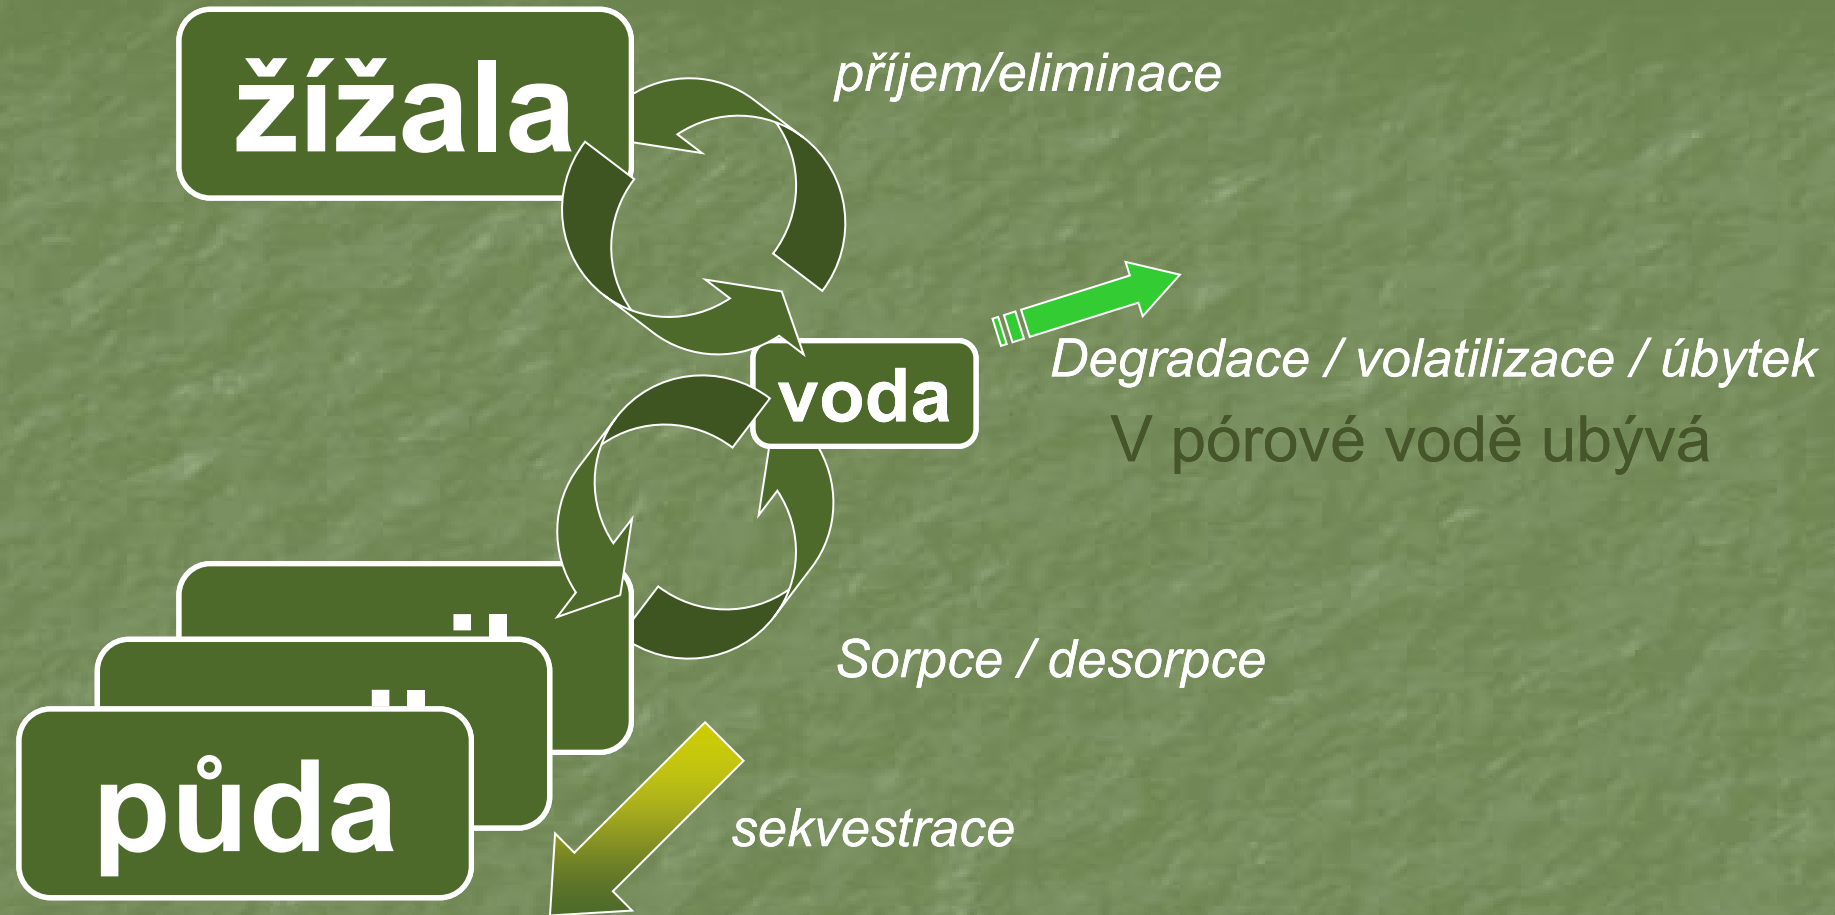 žížala
příjem/eliminace
voda
Degradace / volatilizace / úbytek
V pórové vodě ubývá
Sorpce / desorpce
půda
sekvestrace